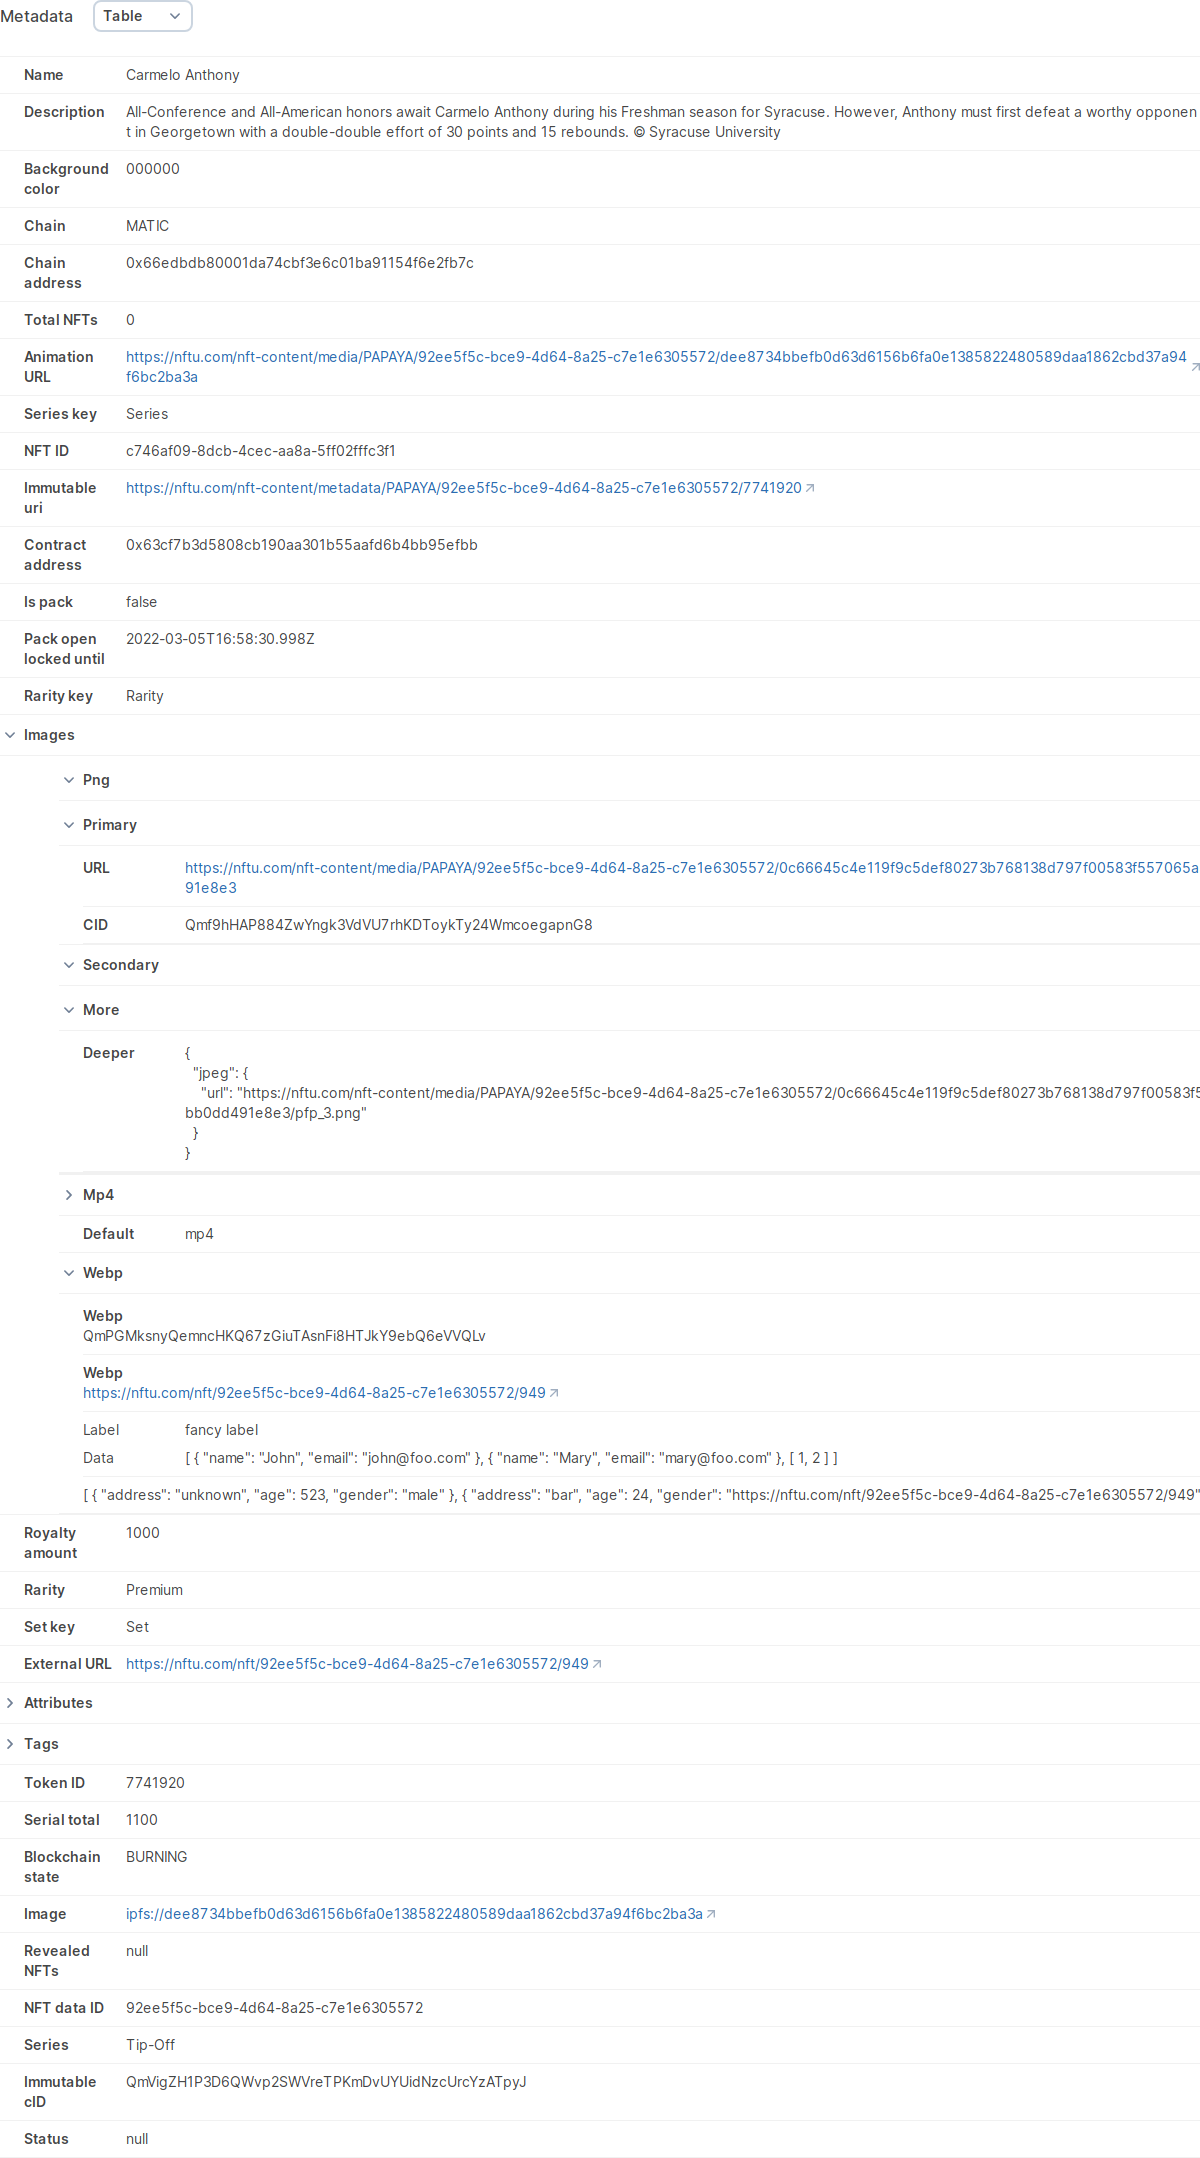 Metadata Table
Name Carmelo Anthony
Description All-Conference and All-American honors await Carmelo Anthony during his Freshman season for Syracuse. However, Anthony must first defeat a worthy opponen
t in Georgetown with a double-double effort of 30 points and 15 rebounds. © Syracuse University
Background 000000
color
Chain MATIC
Chain 0x66edbdb80001da74cbf3e6c01ba91154f6e2fb7c
address
Total NFTs 0
Animation https://nftu.com/nft-content/media/PAPAYA/92ee5f5c-bce9-4d64-8a25-c7e1e6305572/dee8734bbefb0d63d6156b6fa0e1385822480589daa1862cbd37a94
URL f6bc2ba3a
Series key Series
NFT ID c746af09-8dcb-4cec-aa8a-5ff02fffc3f1
Immutable https://nftu.com/nft-content/metadata/PAPAYA/92ee5f5c-bce9-4d64-8a25-c7e1e6305572/7741920
uri
Contract 0x63cf7b3d5808cb190aa301b55aafd6b4bb95efbb
address
Is pack false
Pack open 2022-03-05T16:58:30.998Z
locked until
Rarity key Rarity
Images
Png
Primary
URL https://nftu.com/nft-content/media/PAPAYA/92ee5f5c-bce9-4d64-8a25-c7e1e6305572/0c66645c4e119f9c5def80273b768138d797f00583f557065a
91e8e3
CID Qmf9hHAP884ZwYngk3VdVU7rhKDToykTy24WmcoegapnG8
Secondary
More
Deeper {
"jpeg": {
"url": "https://nftu.com/nft-content/media/PAPAYA/92ee5f5c-bce9-4d64-8a25-c7e1e6305572/0c66645c4e119f9c5def80273b768138d797f00583f5
bb0dd491e8e3/pfp_3.png"
}
}
Mp4
Default mp4
Webp
Webp
QmPGMksnyQemncHKQ67zGiuTAsnFi8HTJkY9ebQ6eVVQLv
Webp
https://nftu.com/nft/92ee5f5c-bce9-4d64-8a25-c7e1e6305572/949
Label fancy label
Data [ { "name": "John", "email": "john@foo.com" }, { "name": "Mary", "email": "mary@foo.com" }, [ 1, 2 ] ]
[ { "address": "unknown", "age": 523, "gender": "male" }, { "address": "bar", "age": 24, "gender": "https://nftu.com/nft/92ee5f5c-bce9-4d64-8a25-c7e1e6305572/949"
Royalty 1000
amount
Rarity Premium
Set key Set
External URL https://nftu.com/nft/92ee5f5c-bce9-4d64-8a25-c7e1e6305572/949
Attributes
Tags
Token ID 7741920
Serial total 1100
Blockchain BURNING
state
Image ipfs://dee8734bbefb0d63d6156b6fa0e1385822480589daa1862cbd37a94f6bc2ba3a
Revealed null
NFTs
NFT data ID 92ee5f5c-bce9-4d64-8a25-c7e1e6305572
Series Tip-Off
Immutable QmVigZH1P3D6QWvp2SWVreTPKmDvUYUidNzcUrcYzATpyJ
cID
Status null